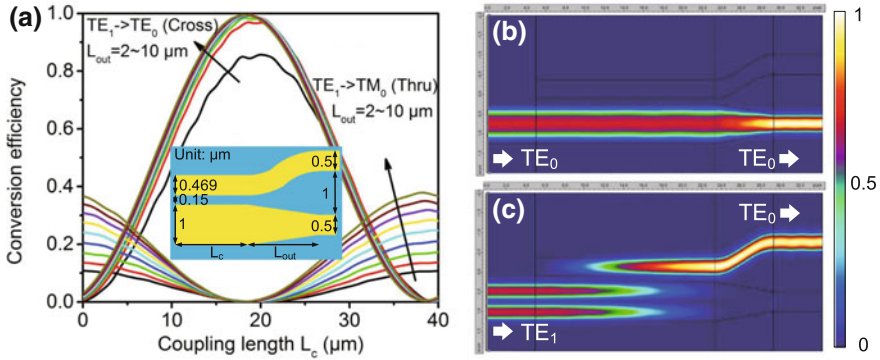 (a)
TE1->TE0 (Cross)
Lout=2~10 μm
TE1->TM0 (Thru)
Lout=2~10 μm
Conversion efficiency
1.0
0.8
0.6
0.4
0.2
0.0
Unit: μm
0.469
0.15
1
0.5
1
0.5
Lc
Lout
0
10
20
30
40
Coupling length Lc (μm)
(b)
TE0
TE0
(c)
TE0
TE1
1
0.5
0